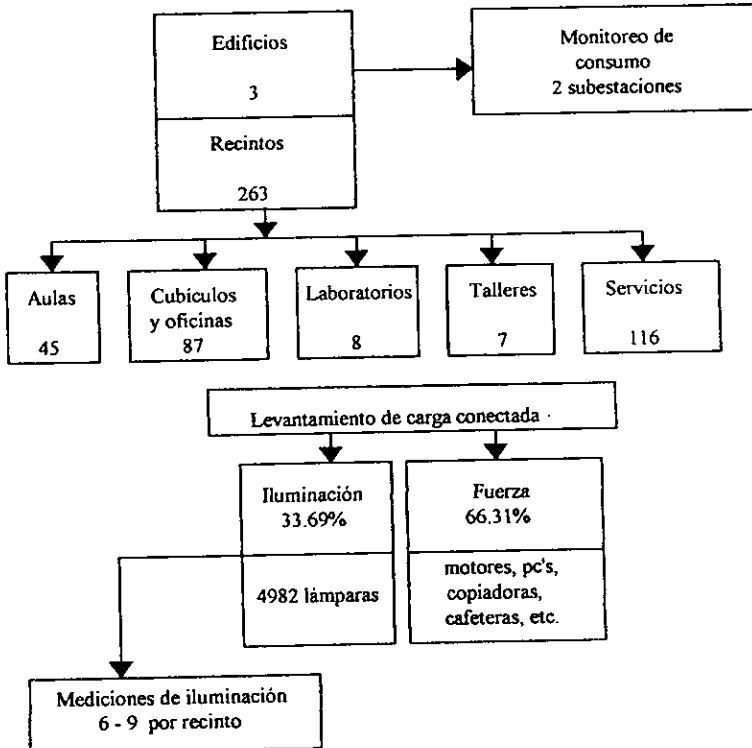 Edificios
3
Monitoreo de
consumo
2 subestaciones
Recintos
263
Aulas
45
Cubículos
y oficinas
87
Laboratorios
8
Talleres
7
Servicios
116
Levantamiento de carga conectada
Iluminación
33.69%
4982 lámparas
Fuerza
66.31%
motores, pc's,
copiadoras,
cafeteras, etc.
Mediciones de iluminación
6 - 9 por recinto